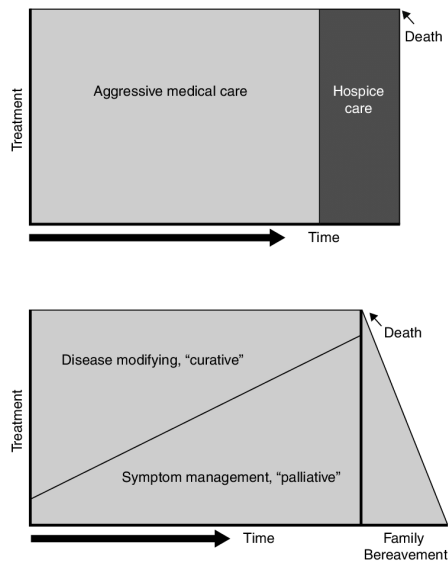 Death
Aggressive medical care
Hospice
care
Treatment
Time
Death
Disease modifying, “curative”
Treatment
Symptom management, “palliative”
Time
Family
Bereavement